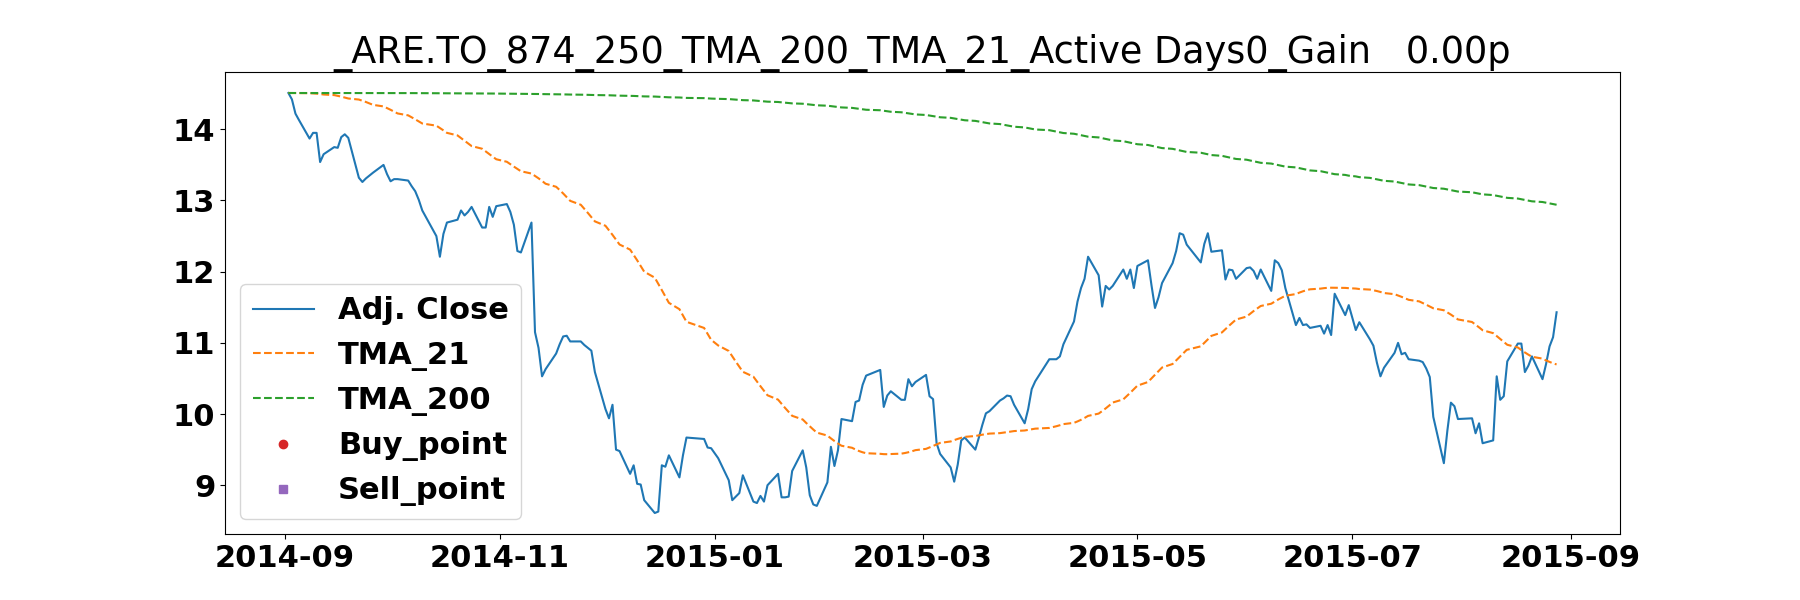 _ARE.TO_874_250_TMA_200_TMA_21_Active Days0_Gain   0.00p
14
13
12
11
10
9
Adj. Close
TMA_21
TMA_200
Buy_point
Sell_point
2014-09 2014-11 2015-01 2015-03 2015-05 2015-07 2015-09